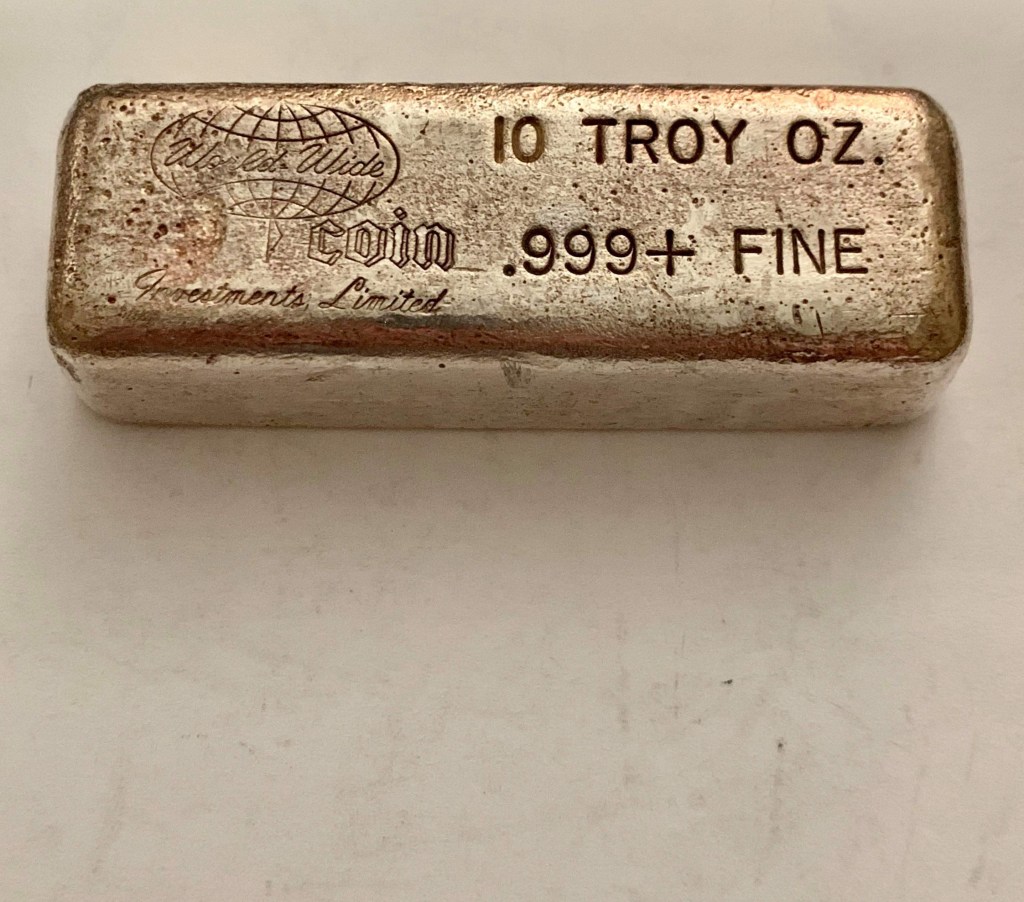 World Wide
coin
Investments, Limited
10 TROY OZ.
.999+ FINE